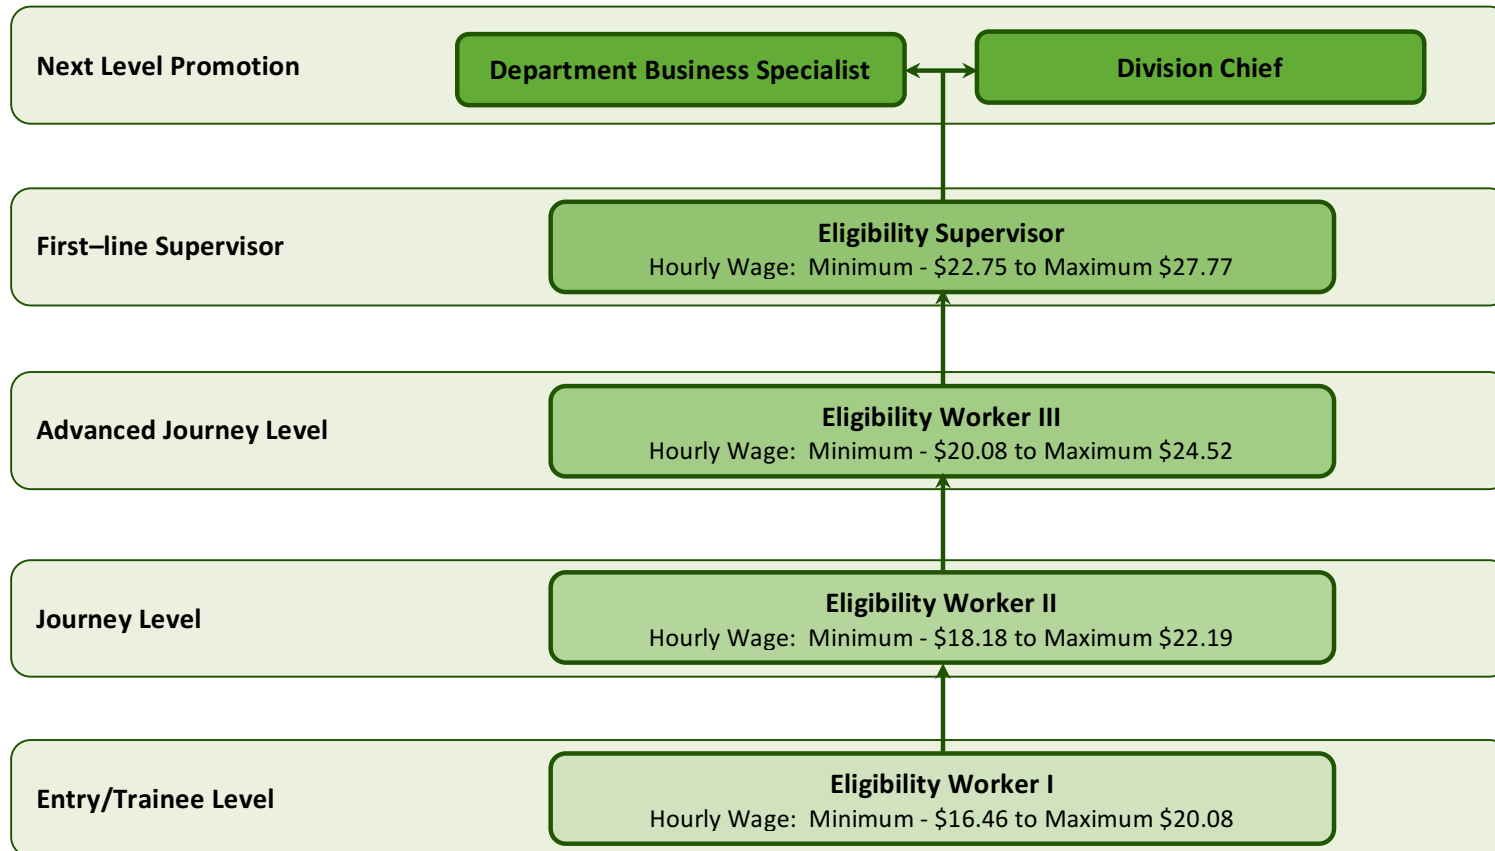 Next Level Promotion
Department Business Specialist
Division Chief
First–line Supervisor
Eligibility Supervisor
Hourly Wage:  Minimum - $22.75 to Maximum $27.77
Advanced Journey Level
Eligibility Worker III
Hourly Wage:  Minimum - $20.08 to Maximum $24.52
Journey Level
Eligibility Worker II
Hourly Wage:  Minimum - $18.18 to Maximum $22.19
Entry/Trainee Level
Eligibility Worker I
Hourly Wage:  Minimum - $16.46 to Maximum $20.08